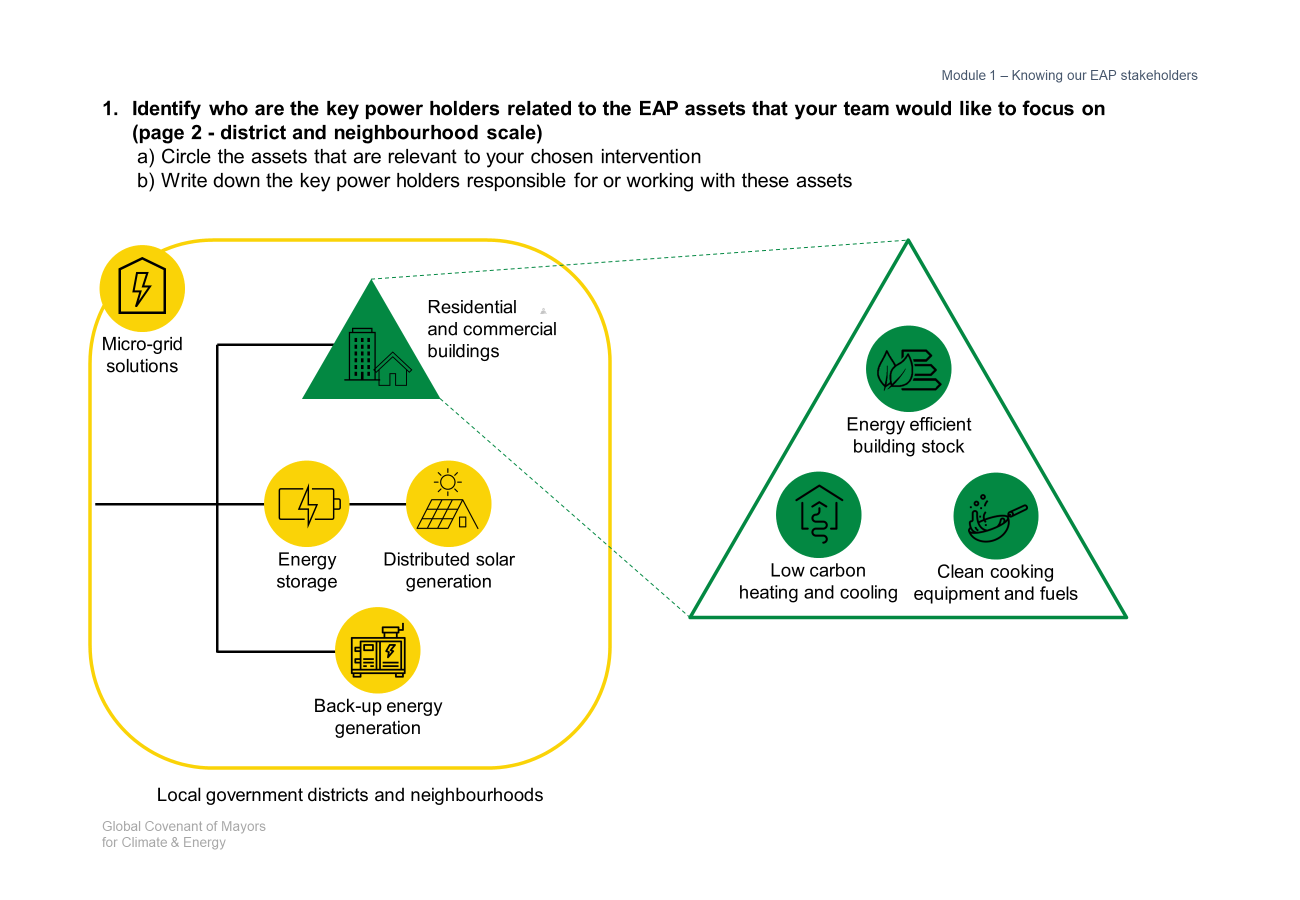 Module 1 – Knowing our EAP stakeholders
1. Identify who are the key power holders related to the EAP assets that your team would like to focus on
(page 2 - district and neighbourhood scale)
a) Circle the assets that are relevant to your chosen intervention
b) Write down the key power holders responsible for or working with these assets
Micro-grid
solutions
Residential
and commercial
buildings
Energy
storage
Distributed solar
generation
Back-up energy
generation
Local government districts and neighbourhoods
Energy efficient
building stock
Low carbon
heating and cooling
Clean cooking
equipment and fuels
Global Covenant of Mayors
for Climate & Energy